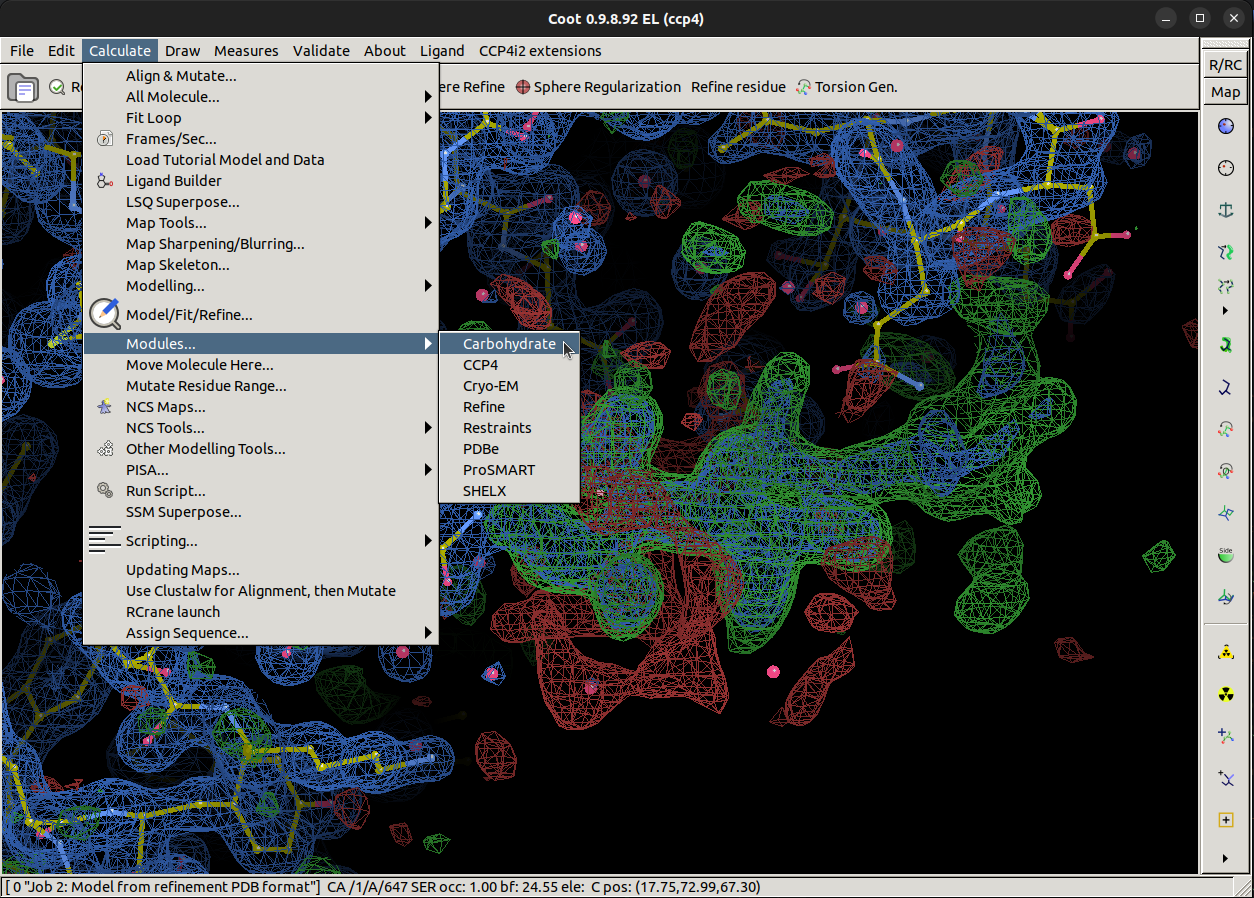 Coot 0.9.8.92 EL (ccp4)
File Edit Calculate Draw Measures Validate About Ligand CCP4i2 extensions
R/RC
Map
ere Refine Sphere Regularization Refine residue Torsion Gen.
Align & Mutate...
All Molecule...
Fit Loop
Frames/Sec...
Load Tutorial Model and Data
Ligand Builder
LSQ Superpose...
Map Tools...
Map Sharpening/Blurring...
Map Skeleton...
Modelling...
Model/Fit/Refine...
Modules...
Move Molecule Here...
Mutate Residue Range...
NCS Maps...
NCS Tools...
Other Modelling Tools...
PISA...
Run Script...
SSM Superpose...
Scripting...
Updating Maps...
Use Clustalw for Alignment, then Mutate
RCrane launch
Assign Sequence...
Carbohydrate
CCP4
Cryo-EM
Refine
Restraints
PDBe
ProSMART
SHELX
Side
[ 0 "Job 2: Model from refinement PDB format"] CA /1/A/647 SER occ: 1.00 bf: 24.55 ele: C pos: (17.75,72.99,67.30)